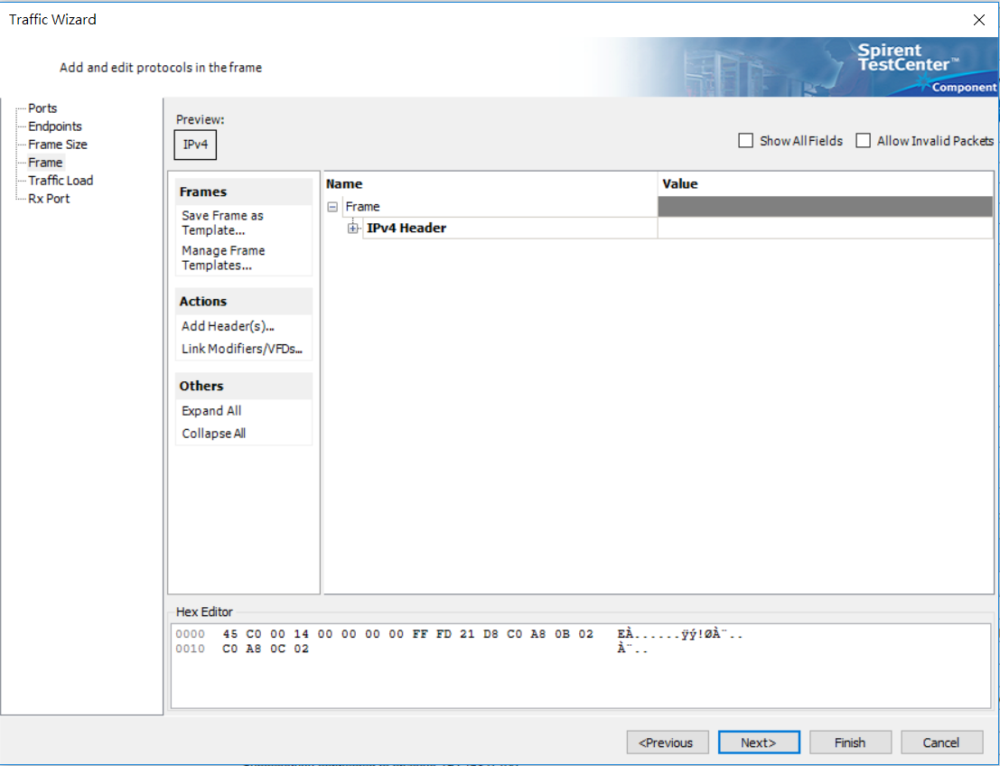 Traffic Wizard
Add and edit protocols in the frame
Spirent
TestCenter™
Component
Ports
Endpoints
Frame Size
Frame
Traffic Load
Rx Port
Preview:
IPv4
Show All Fields
Allow Invalid Packets
Frames
Save Frame as
Template...
Manage Frame
Templates...
Actions
Add Header(s)...
Link Modifiers/VFDs...
Others
Expand All
Collapse All
Name Value
Frame
IPv4 Header
Hex Editor
0000 45 C0 00 14 00 00 00 00 FF FD 21 D8 C0 A8 0B 02 EÀ......ÿý!ØÀ¨..
0010 C0 A8 0C 02 À¨..
<Previous
Next>
Finish
Cancel